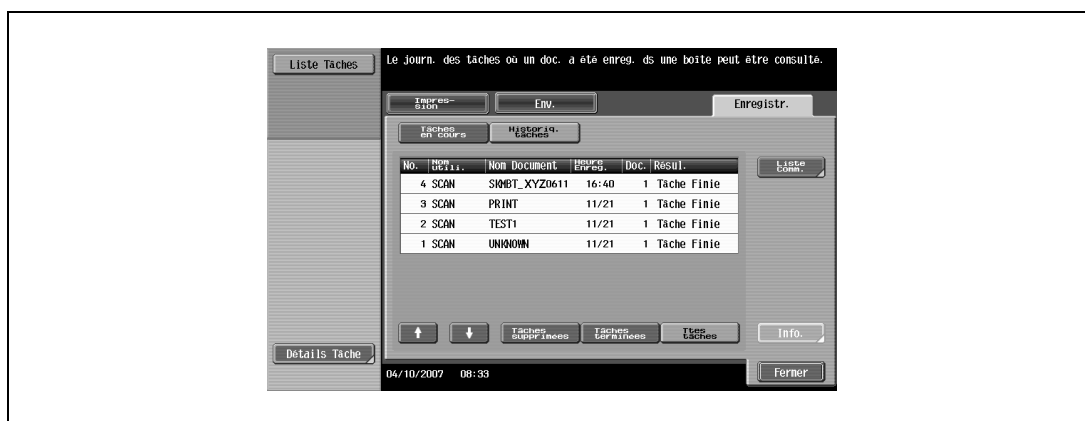 Liste Tâches
Le journ. des tâches où un doc. a été enreg. ds une boîte peut être consulté.
Impres-
sion
Env.
Enregistr.
Tâches
en cours
Historiq.
tâches
No. Nom utili. Nom Document Heure Enreg. Doc. Résul.
Liste
Comm.
4 SCAN SKMBT_XYZ0611 16:40 1 Tâche Finie
3 SCAN PRINT 11/21 1 Tâche Finie
2 SCAN TEST1 11/21 1 Tâche Finie
1 SCAN UNKNOWN 11/21 1 Tâche Finie
Tâches
supprimées
Tâches
terminées
Ttes
tâches
Info.
Détails Tâche
04/10/2007 08:33
Fermer